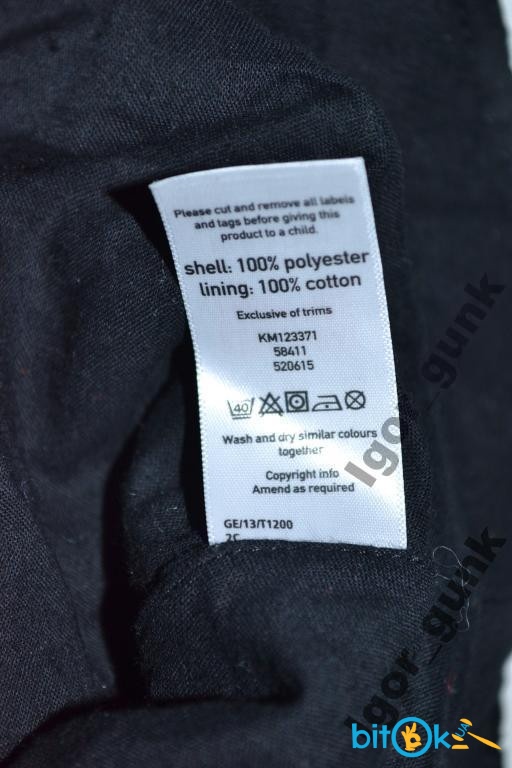 Please cut and remove all labels
and tags before giving this
product to a child.
shell: 100% polyester
lining: 100% cotton
Exclusive of trims
KM123371
58411
520615
40
Wash and dry similar colours
together
Copyright info
Amend as required
GE/13/T1200
2C
Igor_gunk
Igor_gunk
bitOk
UA